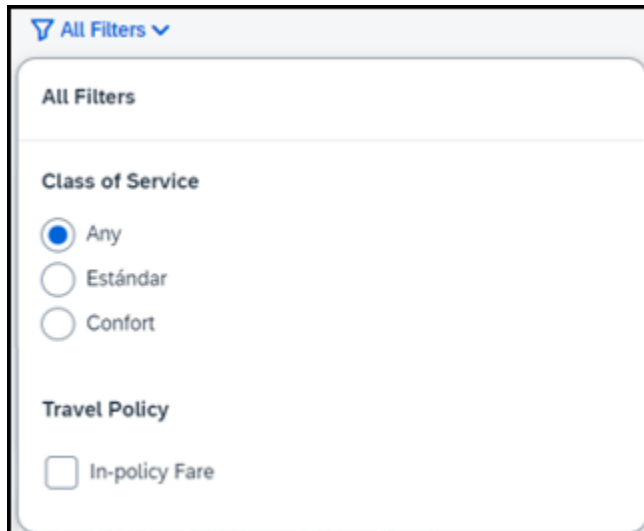 All Filters
All Filters
Class of Service
Any
Estándar
Confort
Travel Policy
In-policy Fare